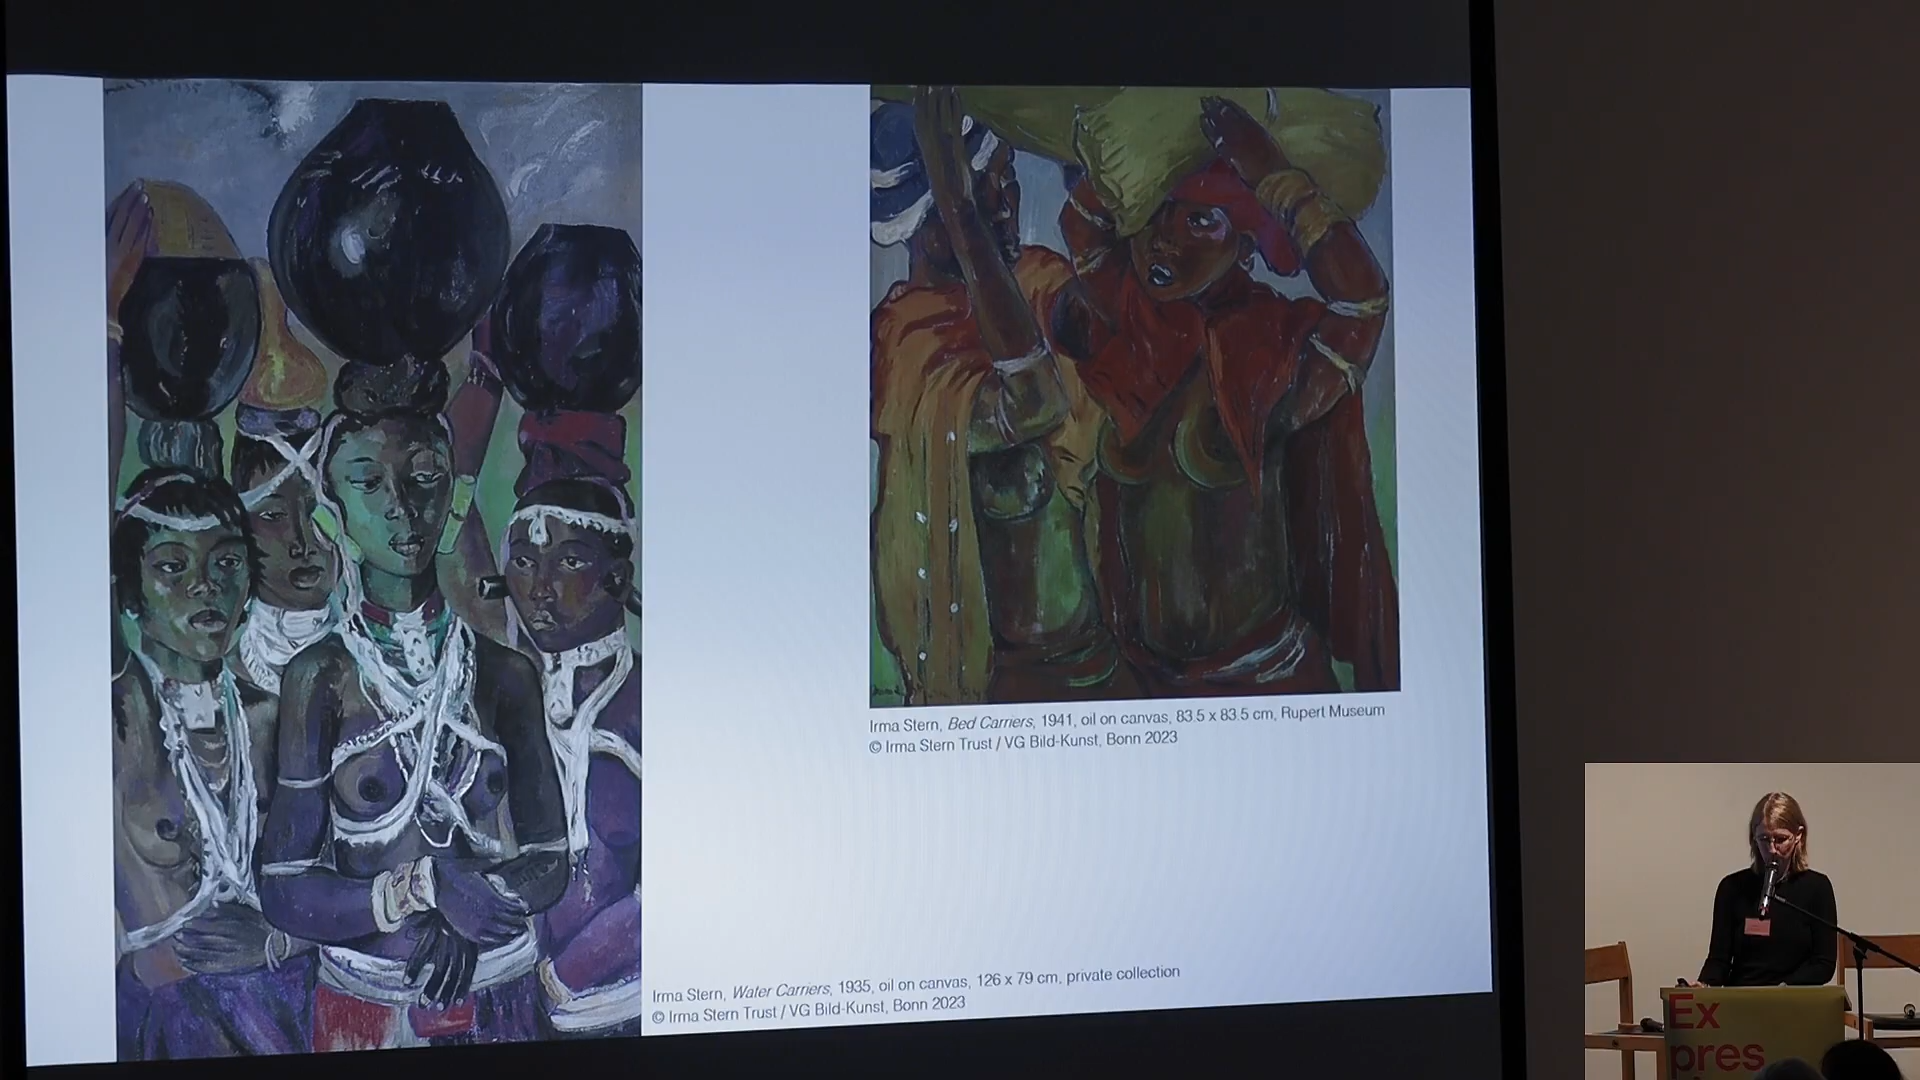 Irma Stern, Bed Carriers, 1941, oil on canvas, 83.5 x 83.5 cm, Rupert Museum
© Irma Stern Trust / VG Bild-Kunst, Bonn 2023
Irma Stern, Water Carriers, 1935, oil on canvas, 126 x 79 cm, private collection
© Irma Stern Trust / VG Bild-Kunst, Bonn 2023
Ex
pres